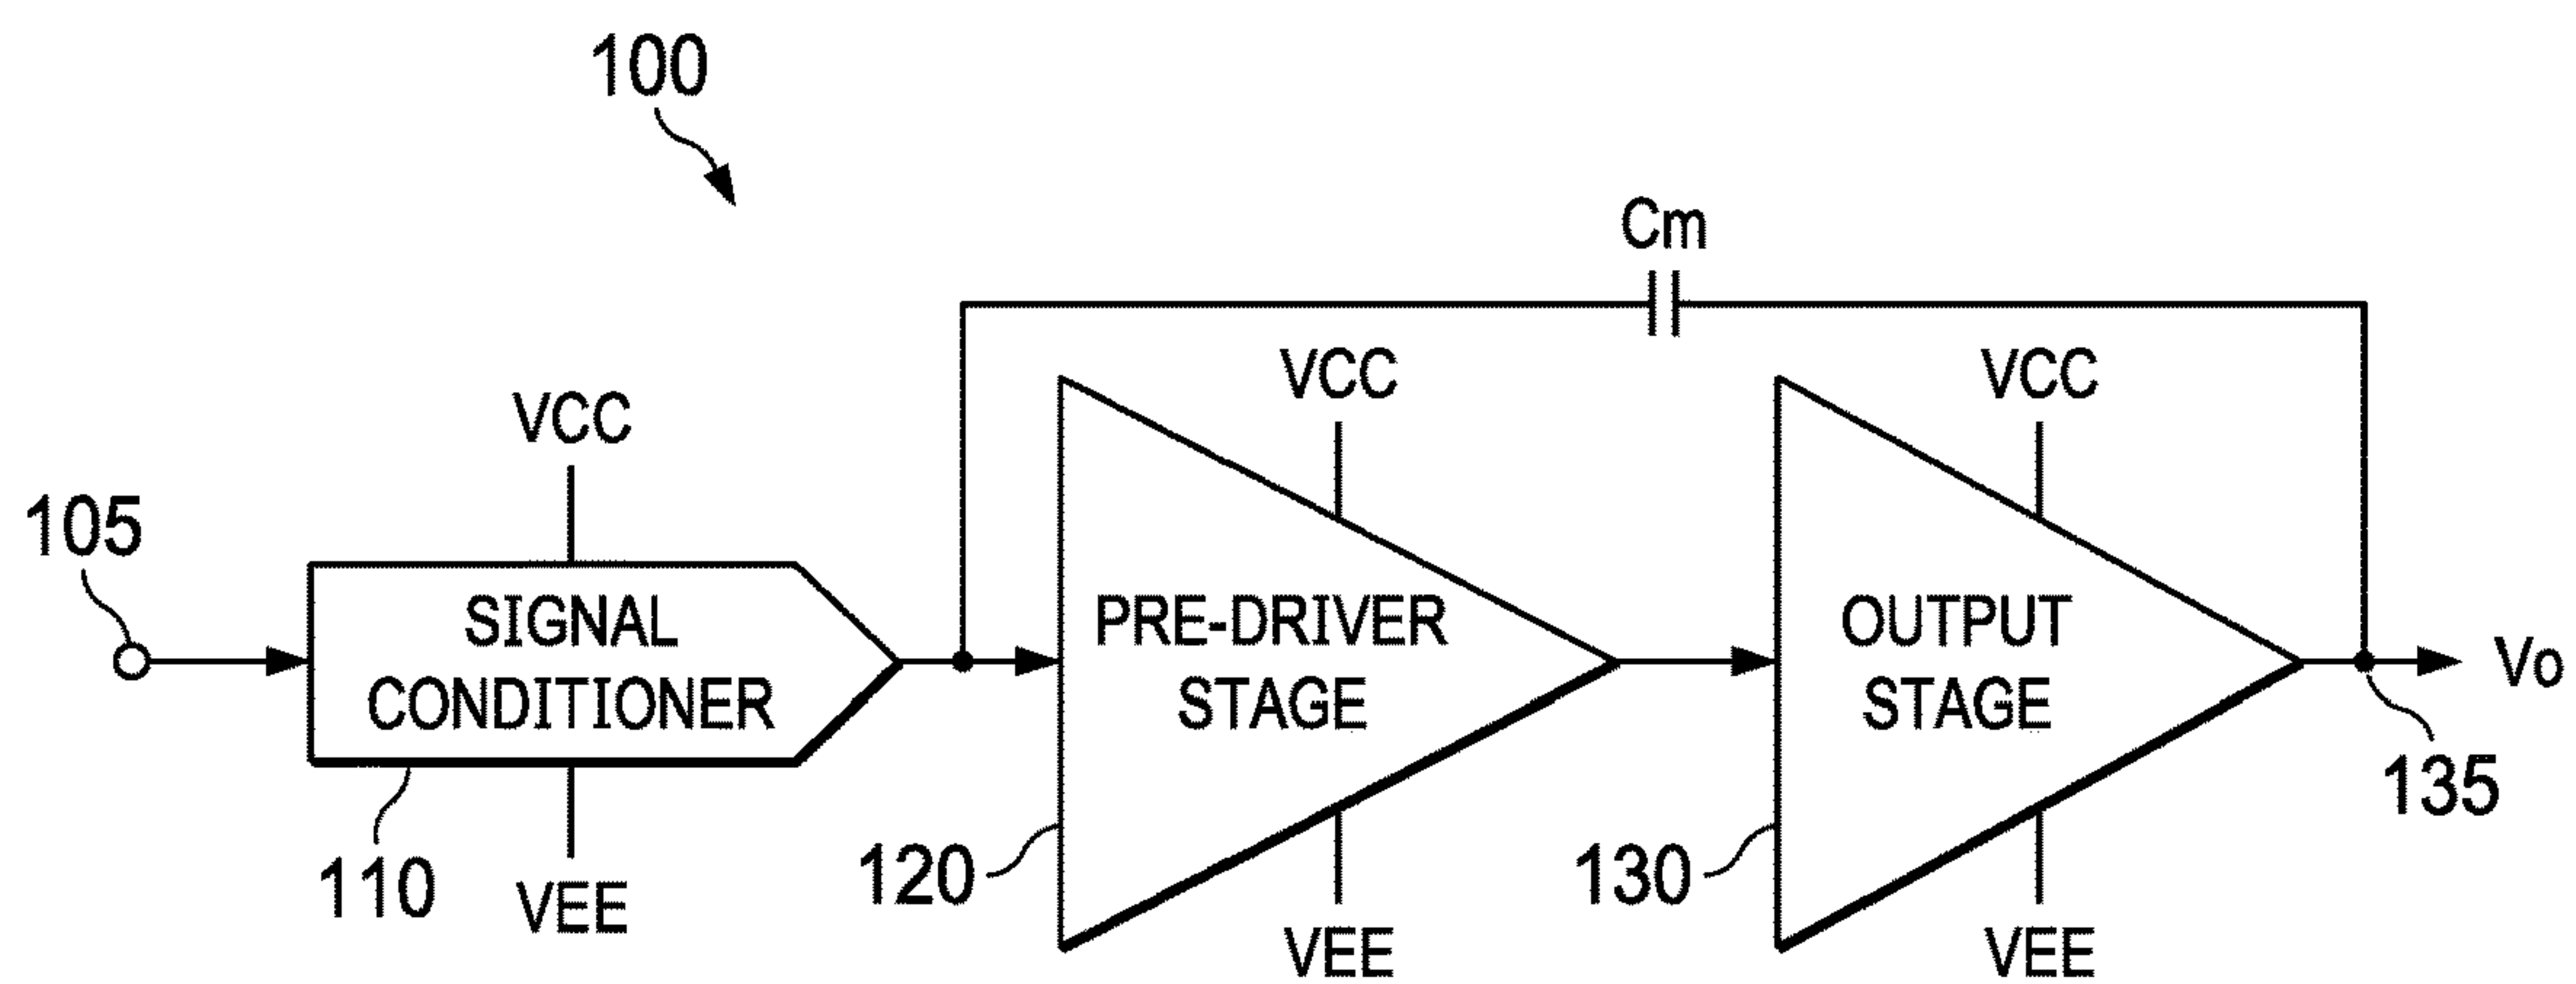 100
Cm
VCC
VCC
VCC
105
SIGNAL
CONDITIONER
PRE-DRIVER
STAGE
OUTPUT
STAGE
Vo
135
110
VEE
120
VEE
130
VEE